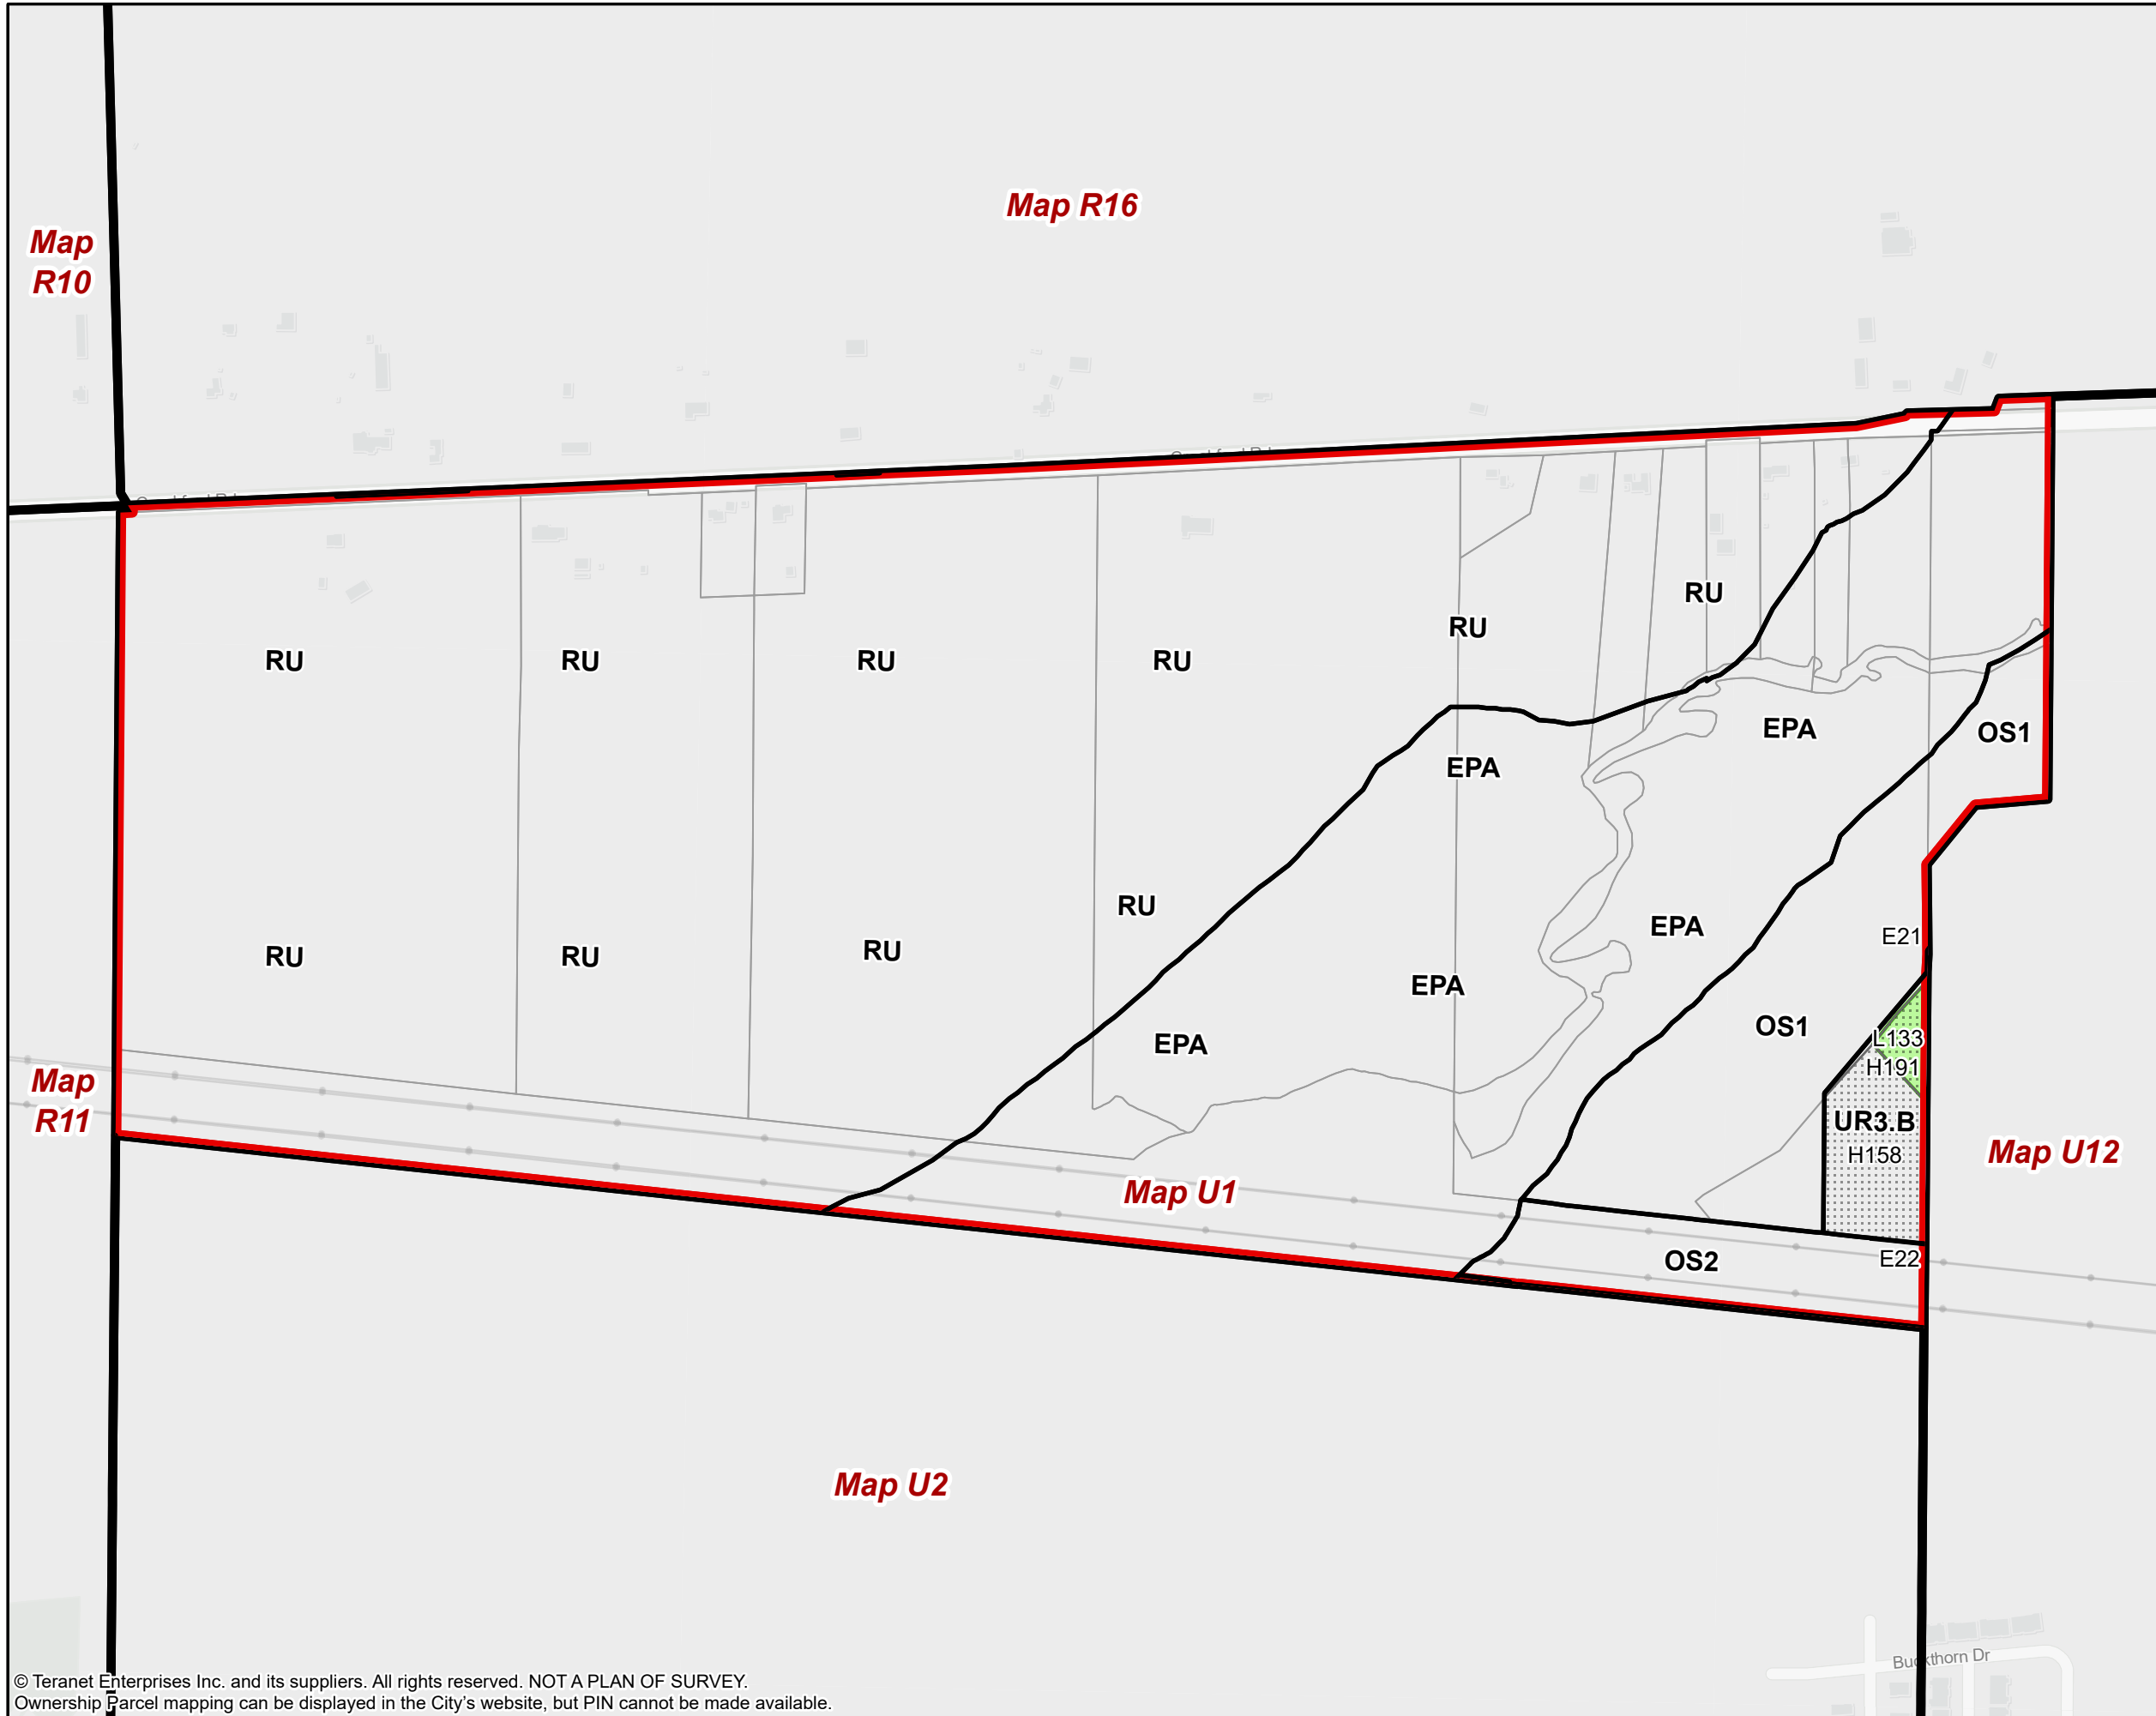 Map R16
Map
R10
RU
RU
RU
RU
RU
RU
EPA
OS1
EPA
RU
EPA
E21
RU
RU
RU
EPA
OS1
EPA
L133
H191
Map
R11
UR3.B
H158
Map U12
Map U1
OS2
E22
Map U2
Buckthorn Dr
© Teranet Enterprises Inc. and its suppliers. All rights reserved. NOT A PLAN OF SURVEY.
Ownership Parcel mapping can be displayed in the City's website, but PIN cannot be made available.